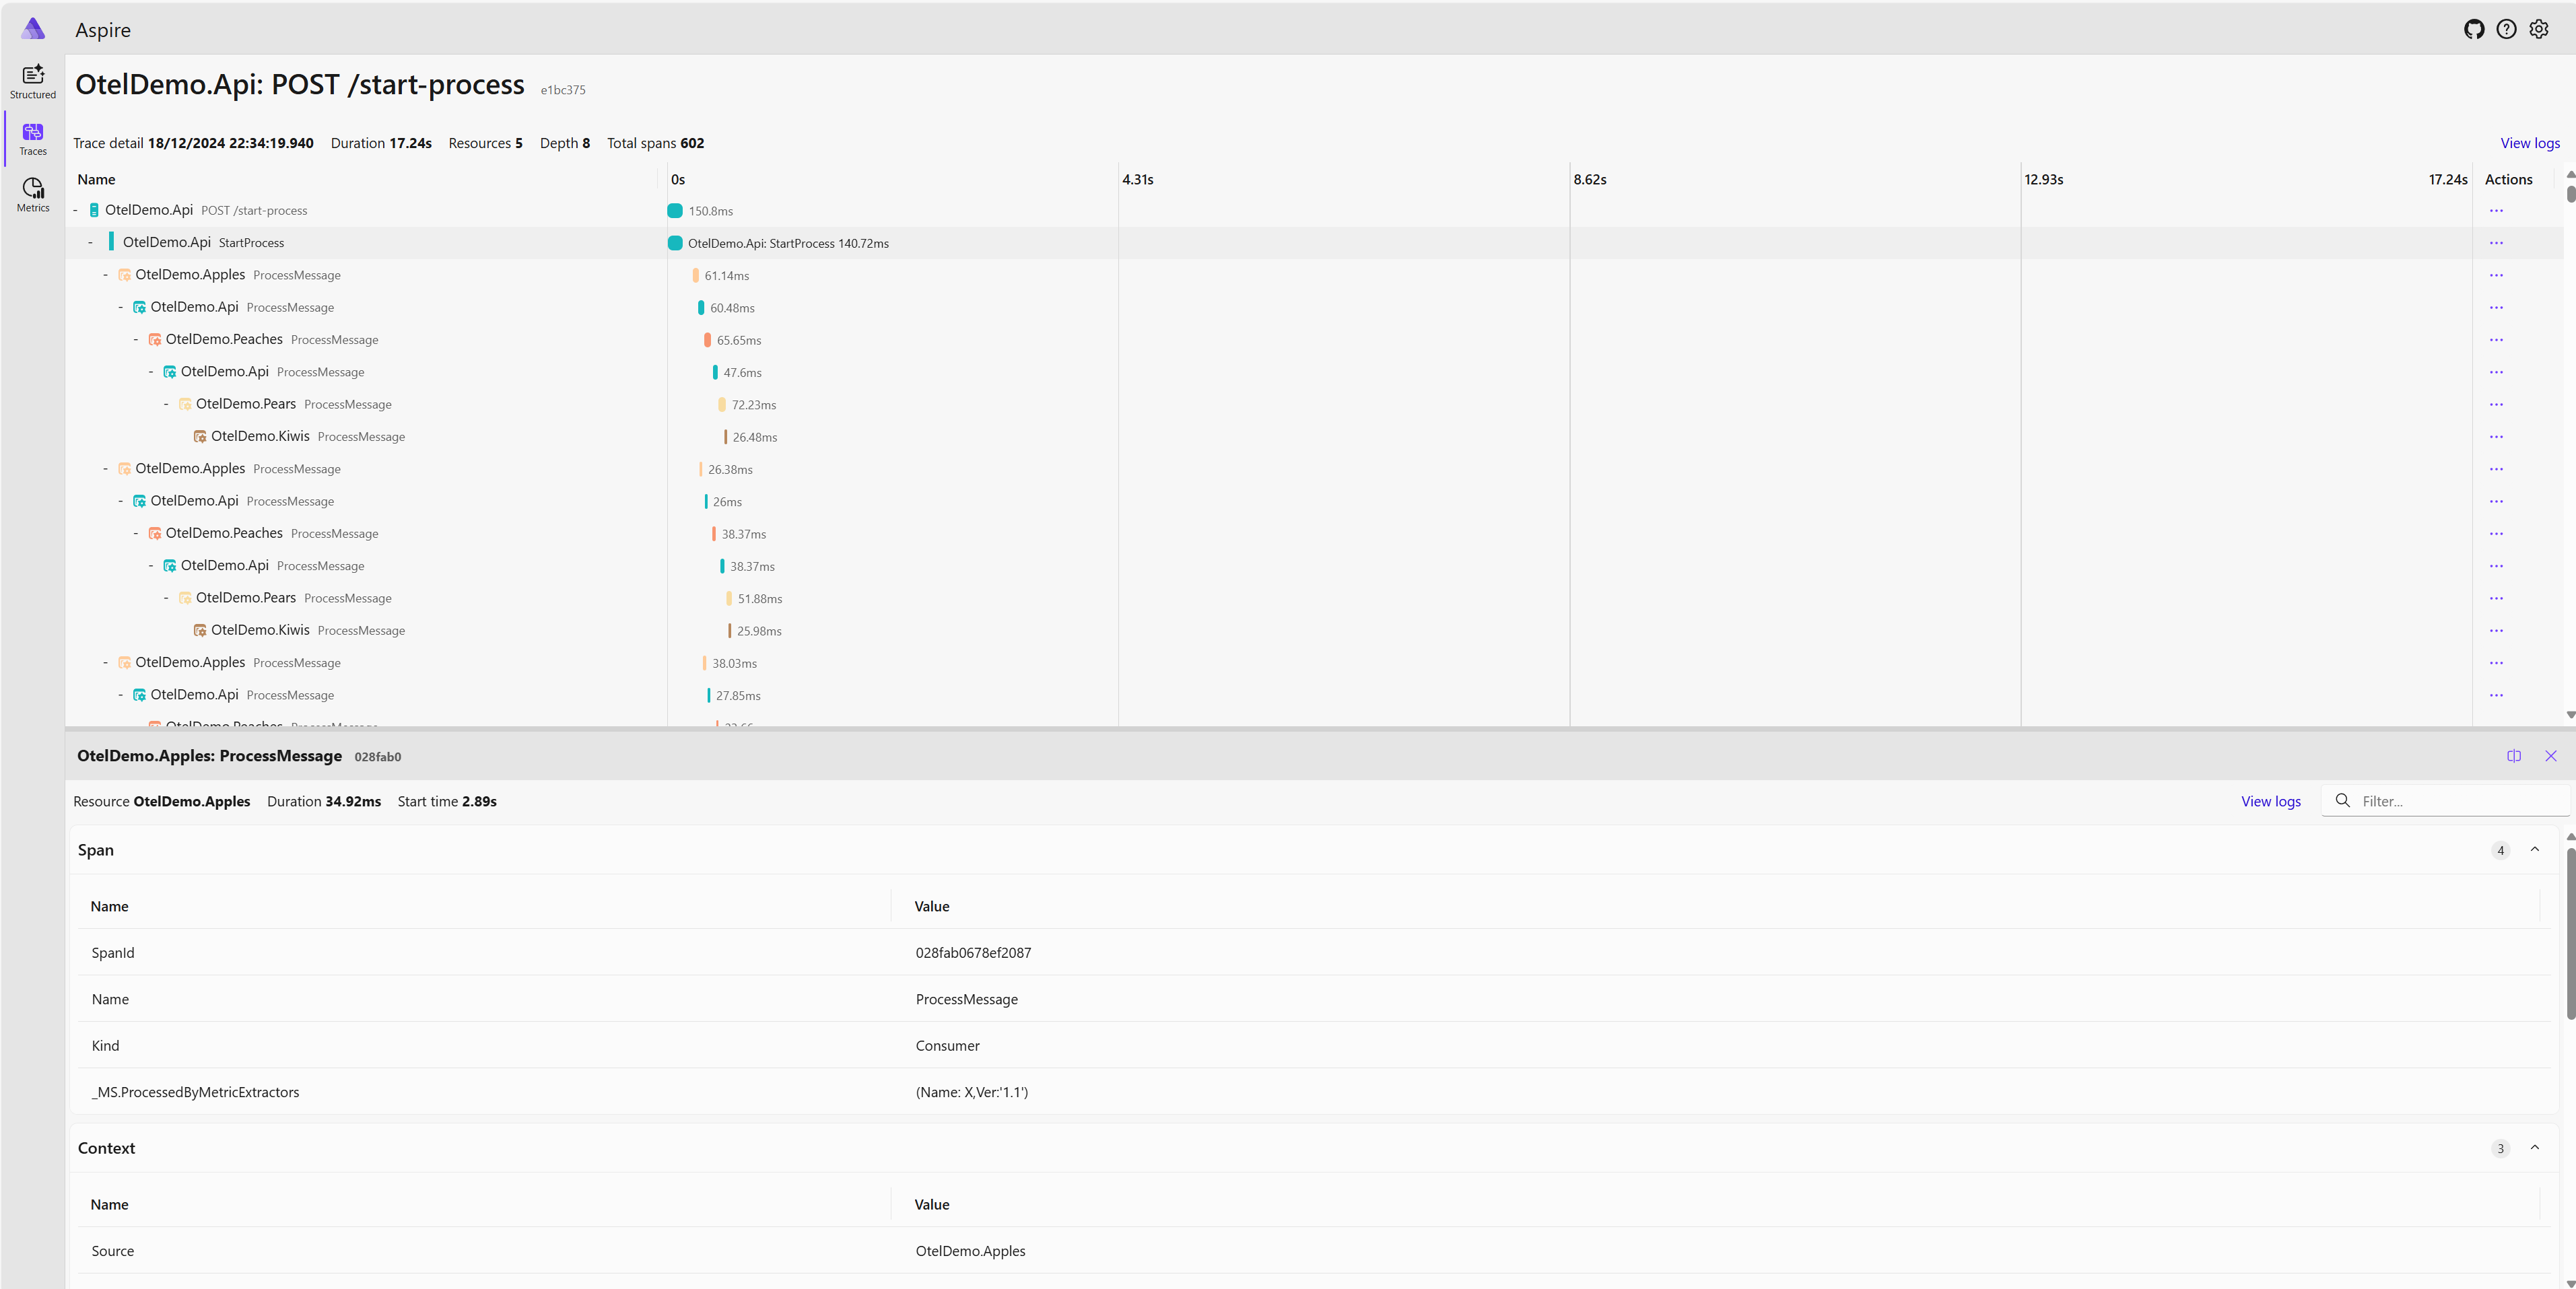 Aspire
Structured
Traces
Metrics
OtelDemo.Api: POST /start-process e1bc375
Trace detail 18/12/2024 22:34:19.940 Duration 17.24s Resources 5 Depth 8 Total spans 602 View logs
Name 0s 4.31s 8.62s 12.93s 17.24s Actions
- OtelDemo.Api POST /start-process 150.8ms ...
- OtelDemo.Api StartProcess OtelDemo.Api: StartProcess 140.72ms ...
- OtelDemo.Apples ProcessMessage 61.14ms ...
- OtelDemo.Api ProcessMessage 60.48ms ...
- OtelDemo.Peaches ProcessMessage 65.65ms ...
- OtelDemo.Api ProcessMessage 47.6ms ...
- OtelDemo.Pears ProcessMessage 72.23ms ...
OtelDemo.Kiwis ProcessMessage 26.48ms ...
- OtelDemo.Apples ProcessMessage 26.38ms ...
- OtelDemo.Api ProcessMessage 26ms ...
- OtelDemo.Peaches ProcessMessage 38.37ms ...
- OtelDemo.Api ProcessMessage 38.37ms ...
- OtelDemo.Pears ProcessMessage 51.88ms ...
OtelDemo.Kiwis ProcessMessage 25.98ms ...
- OtelDemo.Apples ProcessMessage 38.03ms ...
- OtelDemo.Api ProcessMessage 27.85ms ...
OtelDemo.Peaches ProcessMessage
OtelDemo.Apples: ProcessMessage 028fab0
Resource OtelDemo.Apples Duration 34.92ms Start time 2.89s View logs Filter...
Span 4
Name Value
SpanId 028fab0678ef2087
Name ProcessMessage
Kind Consumer
_MS.ProcessedByMetricExtractors (Name: X,Ver:'1.1')
Context 3
Name Value
Source OtelDemo.Apples